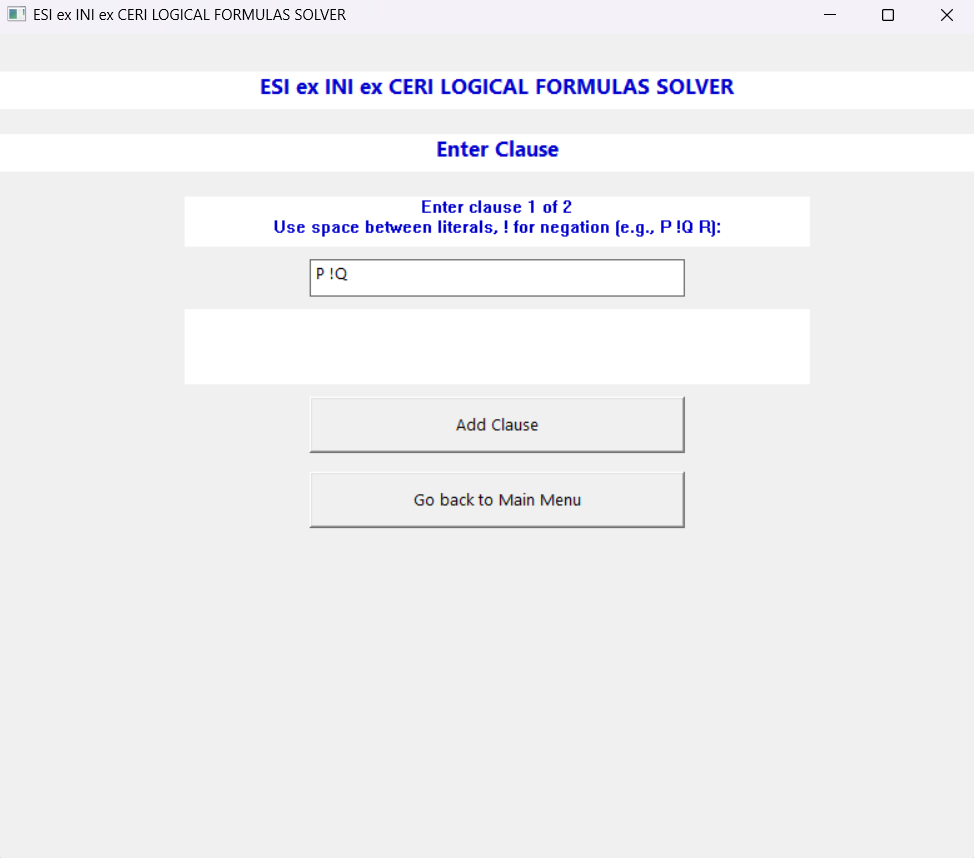 ESI ex INI ex CERI LOGICAL FORMULAS SOLVER
ESI ex INI ex CERI LOGICAL FORMULAS SOLVER
Enter Clause
Enter clause 1 of 2
Use space between literals, ! for negation (e.g., P !Q R):
P !Q
Add Clause
Go back to Main Menu